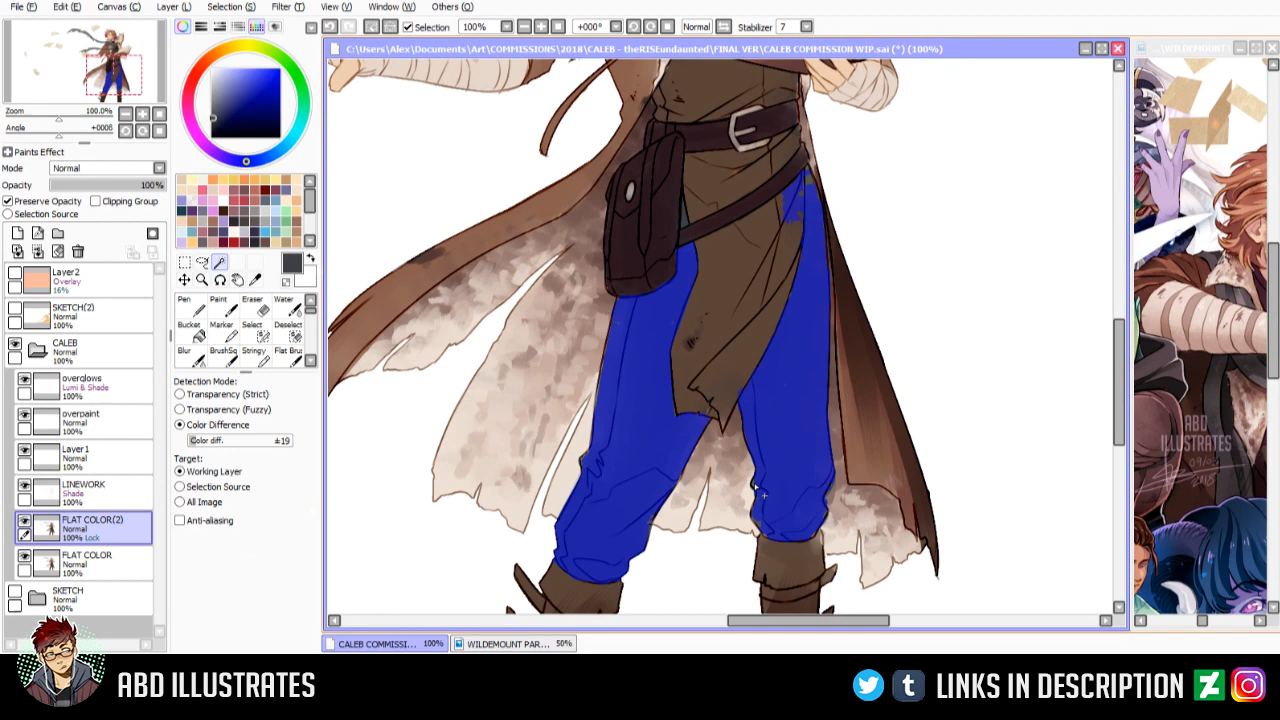 File (F) Edit (E) Canvas (C) Layer (L) Selection (S) Filter (T) View (V) Window (W) Others (O)
Selection 100% +000° Normal Stabilizer 7
C:\Users\Alex\Documents\Art\COMMISSIONS\2018\CALEB - theRISEundaunted\FINAL VER\CALEB COMMISSION WIP.sai (*) (100%)
Zoom 100.0%
Angle +000ß
Paints Effect
Mode Normal
Opacity 100%
Preserve Opacity Clipping Group
Selection Source
Layer2
Overlay
16%
SKETCH(2)
Normal
100%
CALEB
Normal
100%
overglows
Lumi & Shade
100%
overpaint
Normal
100%
Layer1
Normal
100%
LINEWORK
Shade
100%
FLAT COLOR(2)
Normal
100% Lock
FLAT COLOR
Normal
100%
SKETCH
Normal
100%
Pen Paint Eraser Water
Bucket Marker Select Deselect
Blur BrushSq Stringy Flat Brus
Detection Mode:
Transparency (Strict)
Transparency (Fuzzy)
Color Difference
Color diff. ±19
Target:
Working Layer
Selection Source
All Image
Anti-aliasing
ABD
ILLUSTRATES
2018
CALEB COMMISSI... 100% WILDEMOUNT PAR... 50%
ABD ILLUSTRATES LINKS IN DESCRIPTION